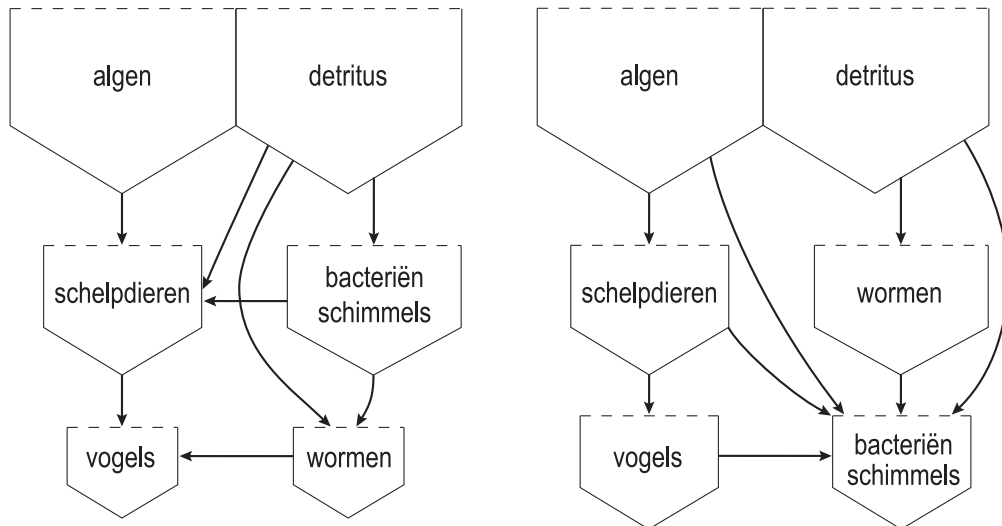 algen
detritus
schelpdieren
bacteriën
schimmels
vogels
wormen
algen
detritus
schelpdieren
wormen
vogels
bacteriën
schimmels